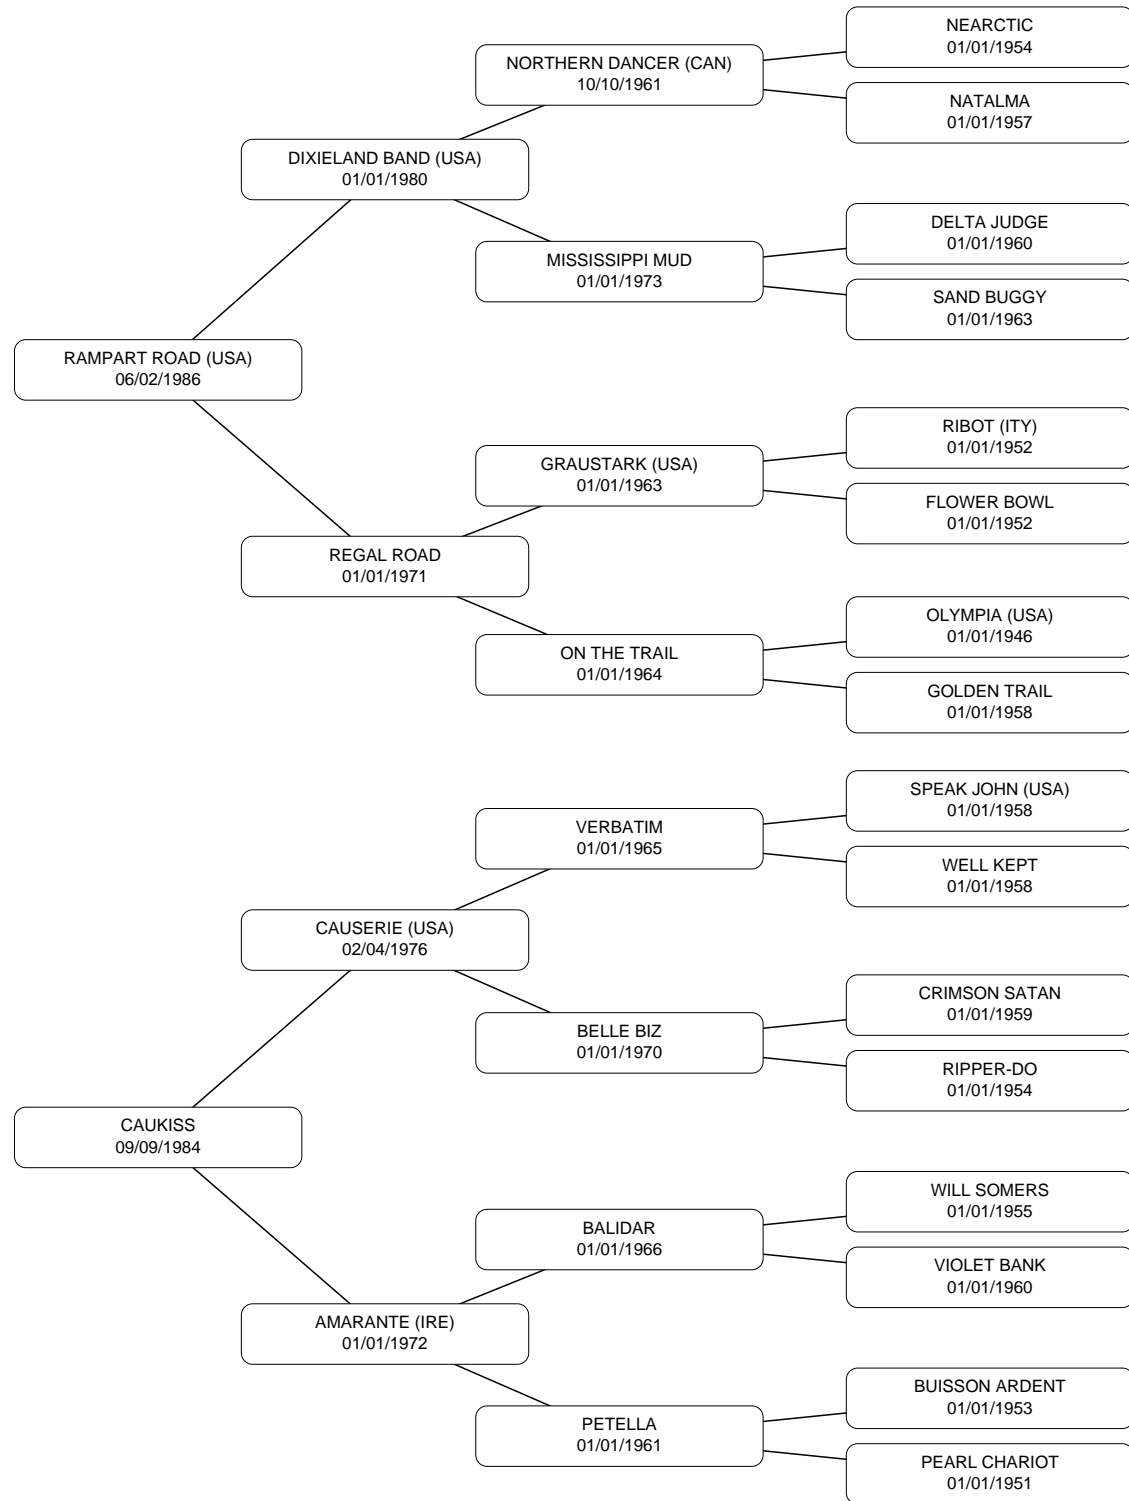 NEARCTIC
01/01/1954
NORTHERN DANCER (CAN)
10/10/1961
NATALMA
01/01/1957
DIXIELAND BAND (USA)
01/01/1980
DELTA JUDGE
01/01/1960
MISSISSIPPI MUD
01/01/1973
SAND BUGGY
01/01/1963
RAMPART ROAD (USA)
06/02/1986
RIBOT (ITY)
01/01/1952
GRAUSTARK (USA)
01/01/1963
FLOWER BOWL
01/01/1952
REGAL ROAD
01/01/1971
OLYMPIA (USA)
01/01/1946
ON THE TRAIL
01/01/1964
GOLDEN TRAIL
01/01/1958
SPEAK JOHN (USA)
01/01/1958
VERBATIM
01/01/1965
WELL KEPT
01/01/1958
CAUSERIE (USA)
02/04/1976
CRIMSON SATAN
01/01/1959
BELLE BIZ
01/01/1970
RIPPER-DO
01/01/1954
CAUKISS
09/09/1984
WILL SOMERS
01/01/1955
BALIDAR
01/01/1966
VIOLET BANK
01/01/1960
AMARANTE (IRE)
01/01/1972
BUISSON ARDENT
01/01/1953
PETELLA
01/01/1961
PEARL CHARIOT
01/01/1951